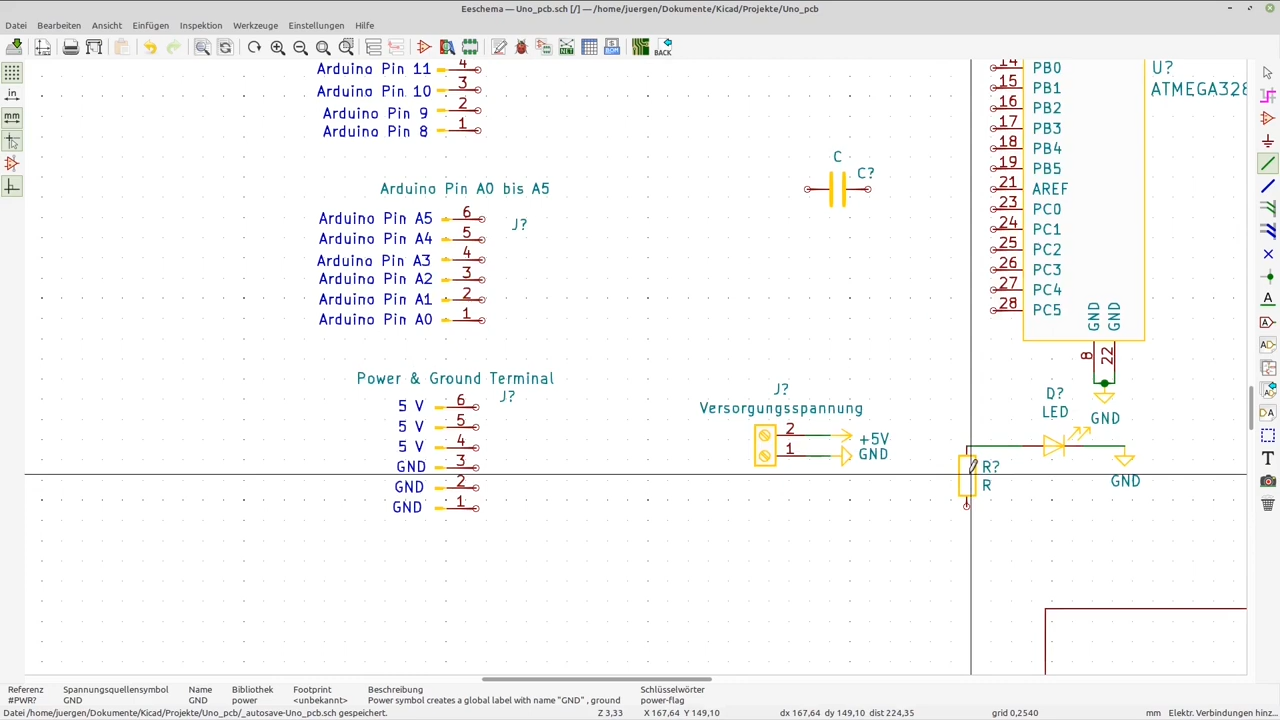 Eeschema — Uno_pcb.sch [/] — /home/juergen/Dokumente/Kicad/Projekte/Uno_pcb
Datei Bearbeiten Ansicht Einfügen Inspektion Werkzeuge Einstellungen Hilfe
BACK
in
mm
Arduino Pin 11 4
Arduino Pin 10 3
Arduino Pin 9 2
Arduino Pin 8 1
Arduino Pin A0 bis A5
J?
Arduino Pin A5 6
Arduino Pin A4 5
Arduino Pin A3 4
Arduino Pin A2 3
Arduino Pin A1 2
Arduino Pin A0 1
Power & Ground Terminal
J?
5 V 6
5 V 5
5 V 4
GND 3
GND 2
GND 1
C
C?
J?
Versorgungsspannung
2 +5V
1 GND
U?
ATMEGA328
14 PB0
15 PB1
16 PB2
17 PB3
18 PB4
19 PB5
21 AREF
23 PC0
24 PC1
25 PC2
26 PC3
27 PC4
28 PC5
GND GND
8 22
GND
D?
LED
GND
R?
R
Referenz Spannungsquellensymbol Name Bibliothek Footprint Beschreibung Schlüsselwörter
#PWR? GND GND power <unbekannt> Power symbol creates a global label with name "GND" , ground power-flag
Datei /home/juergen/Dokumente/Kicad/Projekte/Uno_pcb/_autosave-Uno_pcb.sch gespeichert. Z 3,33 X 167,64 Y 149,10 dx 167,64 dy 149,10 dist 224,35 grid 0,2540 mm Elektr. Verbindungen hinz...